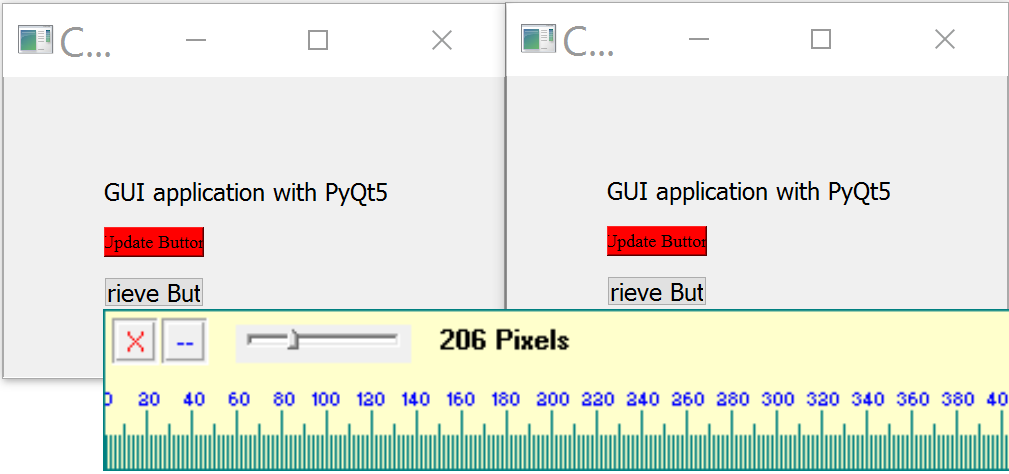 C...
C...
GUI application with PyQt5
GUI application with PyQt5
Update Button
Update Button
rieve But
rieve But
X
--
206 Pixels
0 20 40 60 80 100 120 140 160 180 200 220 240 260 280 300 320 340 360 380 40